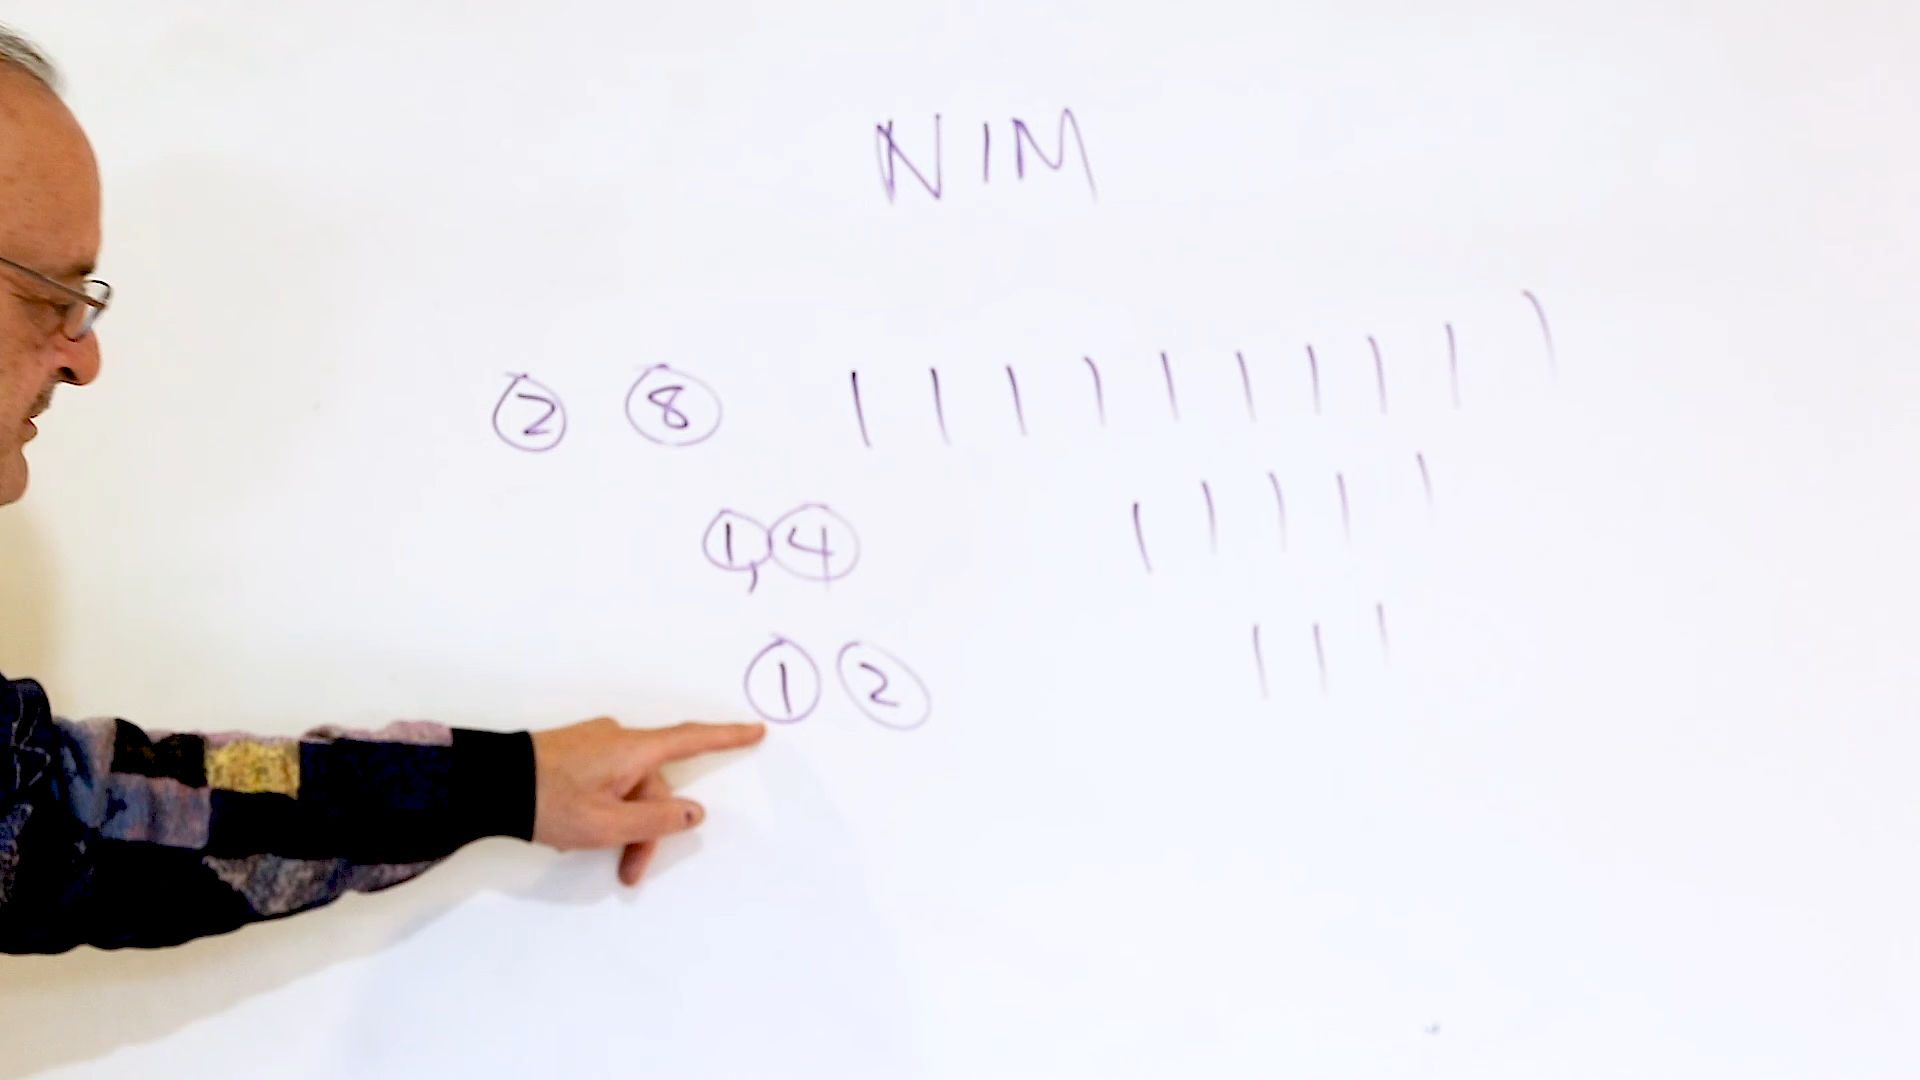 NIM
2 8 | | | | | | | | | |
1, 4 | | | | |
1 2 | | |